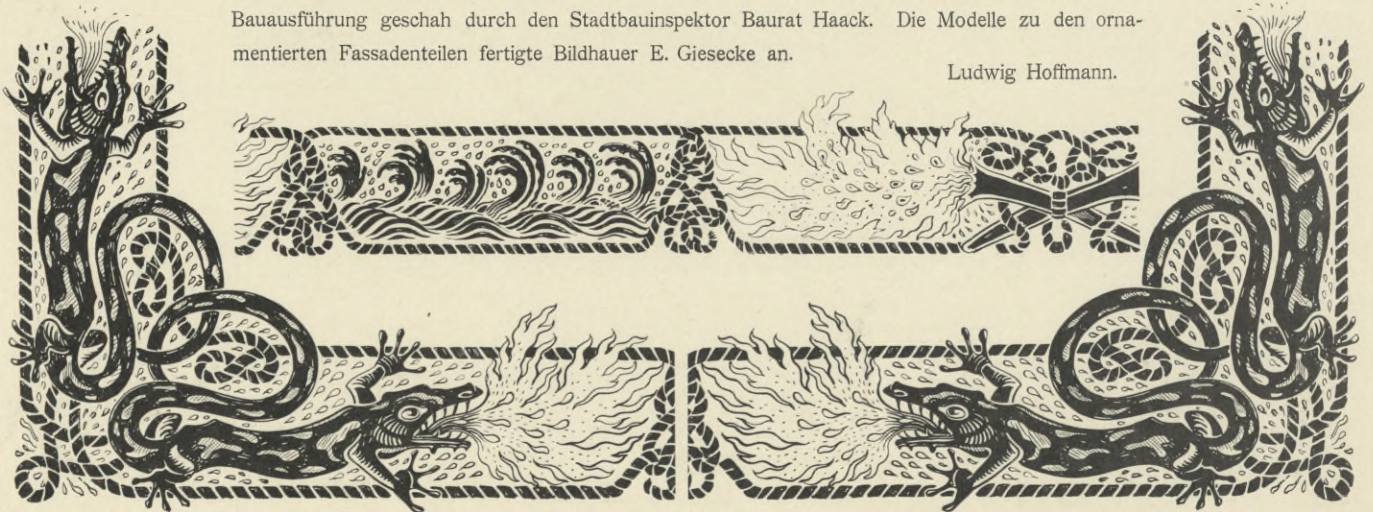 Bauausführung geschah durch den Stadtbauinspektor Baurat Haack. Die Modelle zu den orna-
mentierten Fassadenteilen fertigte Bildhauer E. Giesecke an.
Ludwig Hoffmann.